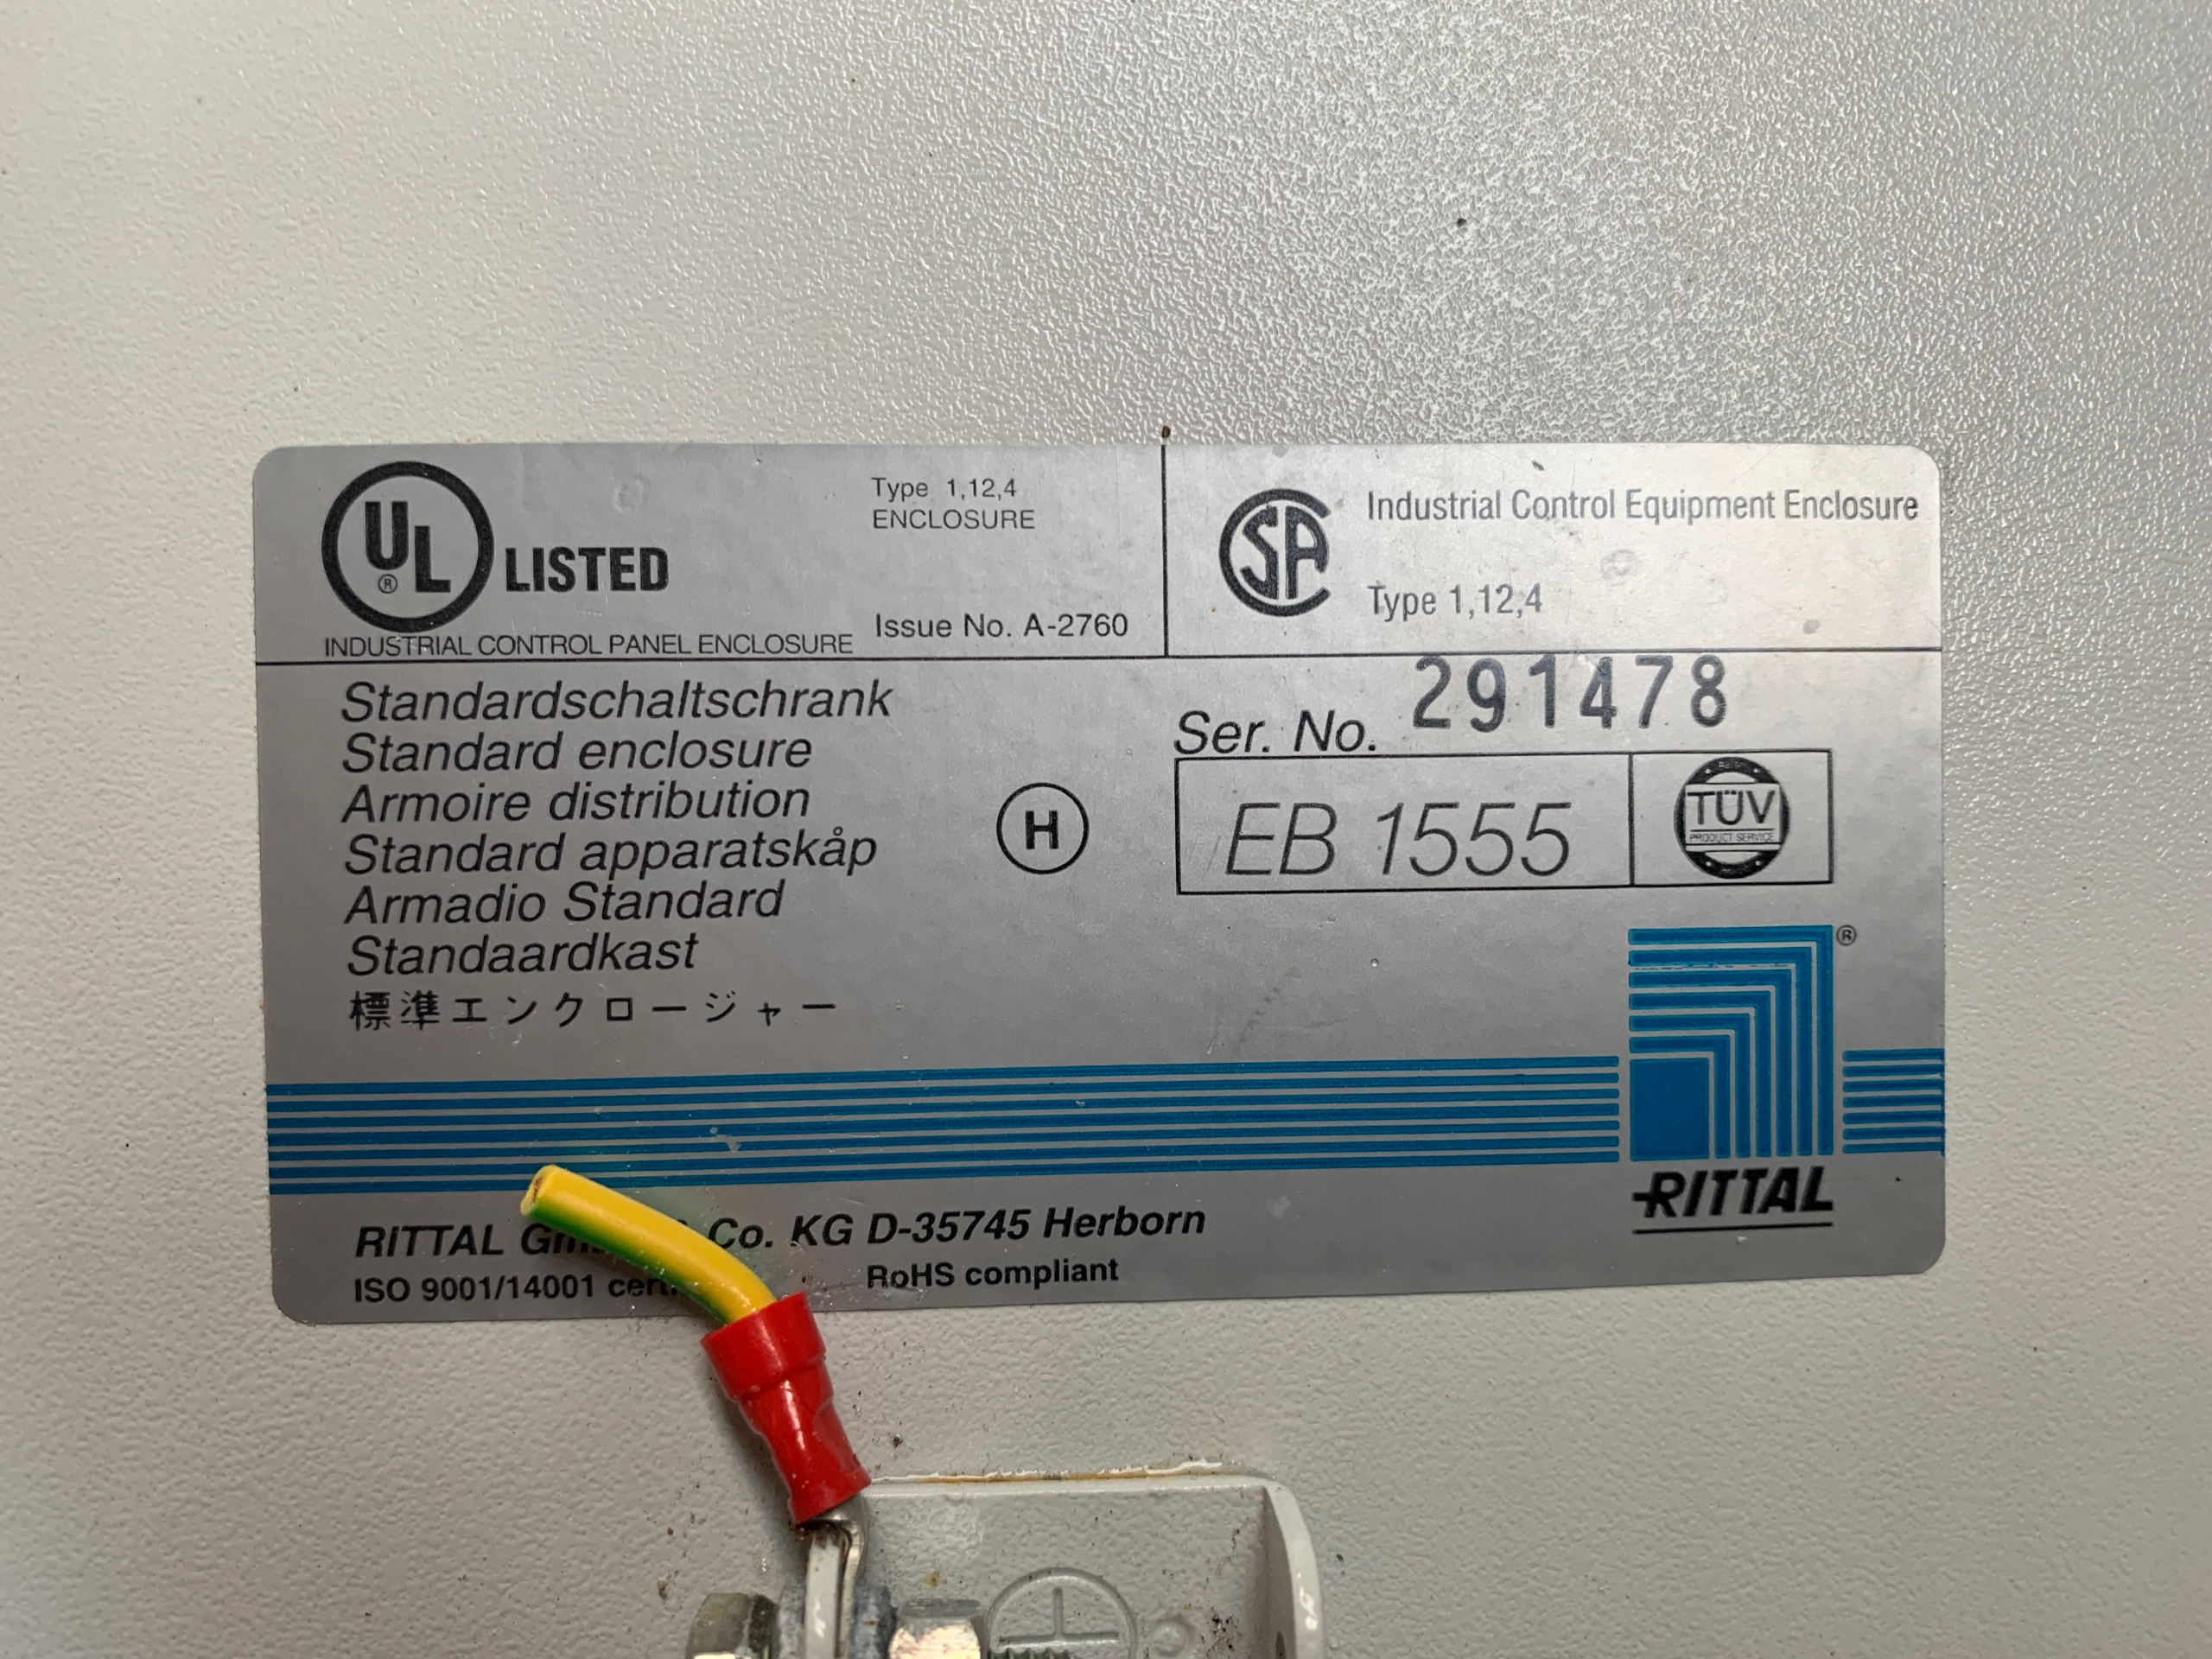 UL
®
LISTED
INDUSTRIAL CONTROL PANEL ENCLOSURE
Type 1,12,4
ENCLOSURE
Issue No. A-2760
SA
Industrial Control Equipment Enclosure
Type 1,12,4
Standardschaltschrank
Standard enclosure
Armoire distribution
Standard apparatskåp
Armadio Standard
Standaardkast
標準エンクロージャー
H
Ser. No. 291478
EB 1555
TÜV
PRODUCT SERVICE
®
RITTAL
RITTAL Co. KG D-35745 Herborn
ISO 9001/14001
RoHS compliant